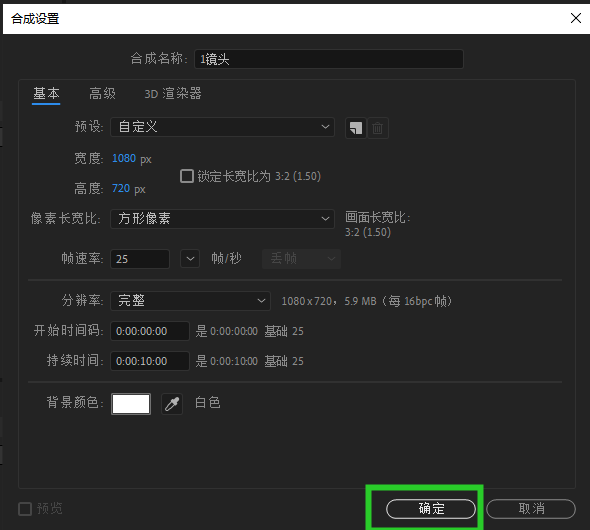 合成设置
合成名称: 1镜头
基本 高级 3D 渲染器
预设: 自定义
宽度: 1080 px
锁定长宽比为 3:2 (1.50)
高度: 720 px
像素长宽比: 方形像素 画面长宽比:
3:2 (1.50)
帧速率: 25 帧/秒 丢帧
分辨率: 完整 1080 x 720，5.9 MB（每 16bpc 帧）
开始时间码: 0:00:00:00 是 0:00:00:00 基础 25
持续时间: 0:00:10:00 是 0:00:10:00 基础 25
背景颜色: 白色
预览 确定 取消